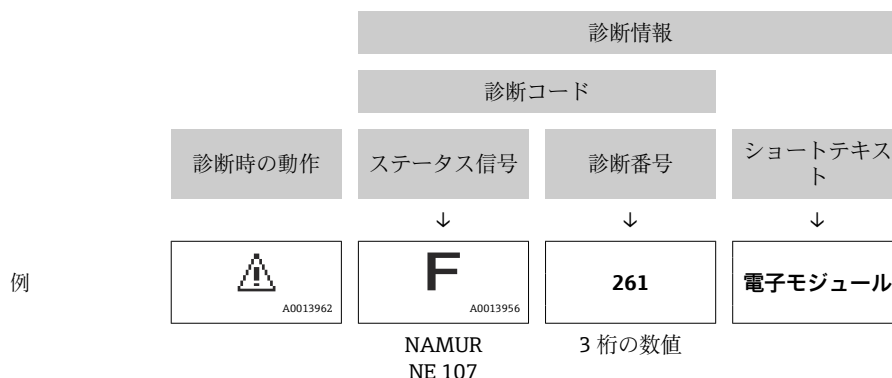 診断情報
診断コード
診断時の動作
ステータス信号
診断番号
ショートテキス
ト
↓ ↓ ↓
例
A0013962
F
A0013956
261
電子モジュール
NAMUR
NE 107
3 桁の数値